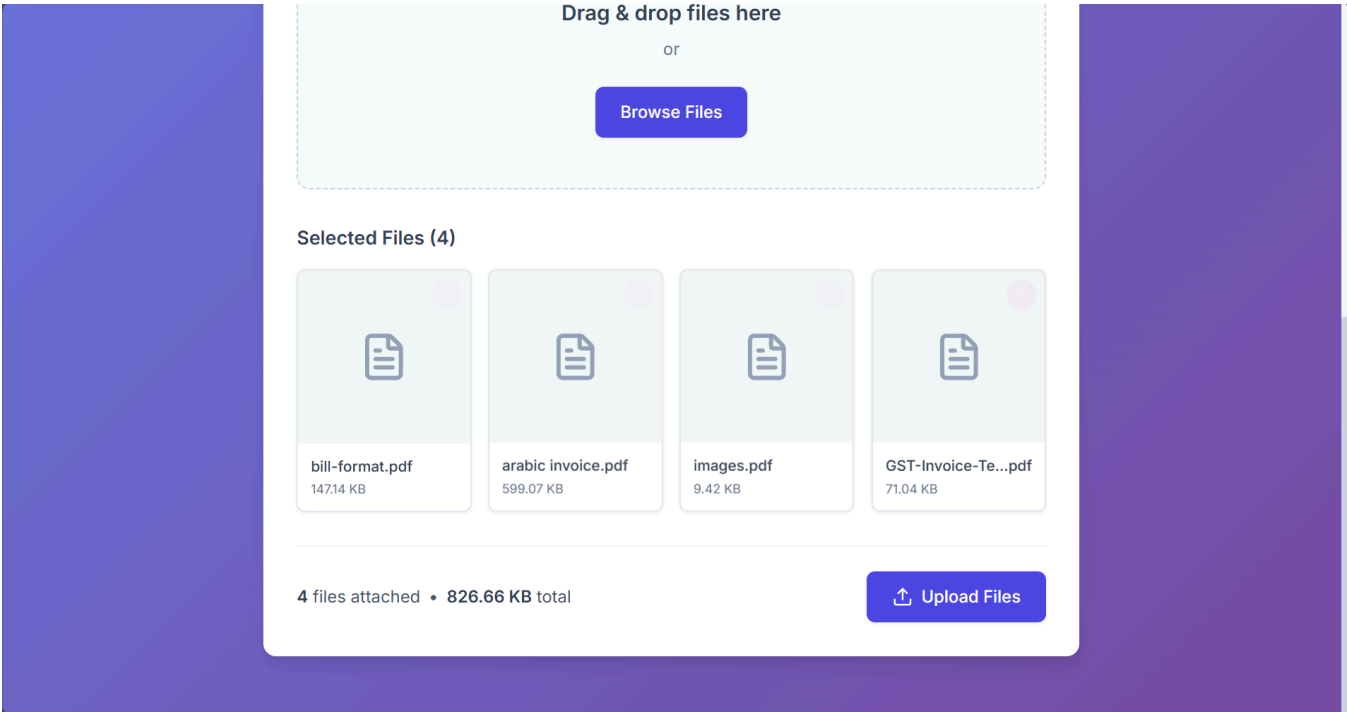 Drag & drop files here
or
Browse Files
Selected Files (4)
bill-format.pdf
147.14 KB
arabic invoice.pdf
599.07 KB
images.pdf
9.42 KB
GST-Invoice-Te...pdf
71.04 KB
4 files attached • 826.66 KB total
Upload Files